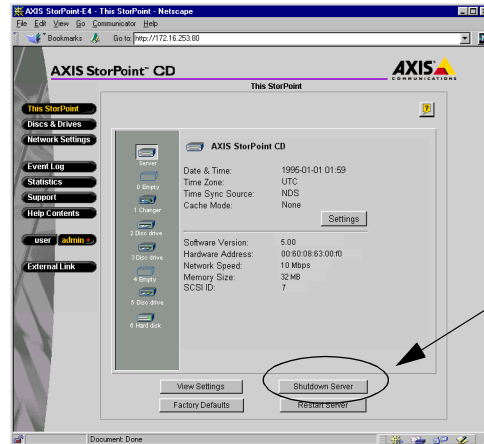 AXIS StorPoint-E4 - This StorPoint - Netscape
File Edit View Go Communicator Help
Bookmarks Go to: http://172.16.253.80
AXIS StorPoint™ CD
AXIS
COMMUNICATIONS
This StorPoint
This StorPoint
Discs & Drives
Network Settings
Event Log
Statistics
Support
Help Contents
user admin
External Link
?
Server
0 Empty
1 Changer
2 Disc drive
3 Disc drive
4 Empty
5 Disc drive
6 Hard disk
AXIS StorPoint CD
Date & Time: 1995-01-01 01:59
Time Zone: UTC
Time Sync Source: NDS
Cache Mode: None
Settings
Software Version: 5.00
Hardware Address: 00:60:08:63:00:f0
Network Speed: 10 Mbps
Memory Size: 32 MB
SCSI ID: 7
View Settings Shutdown Server
Factory Defaults Restart Server
Document: Done